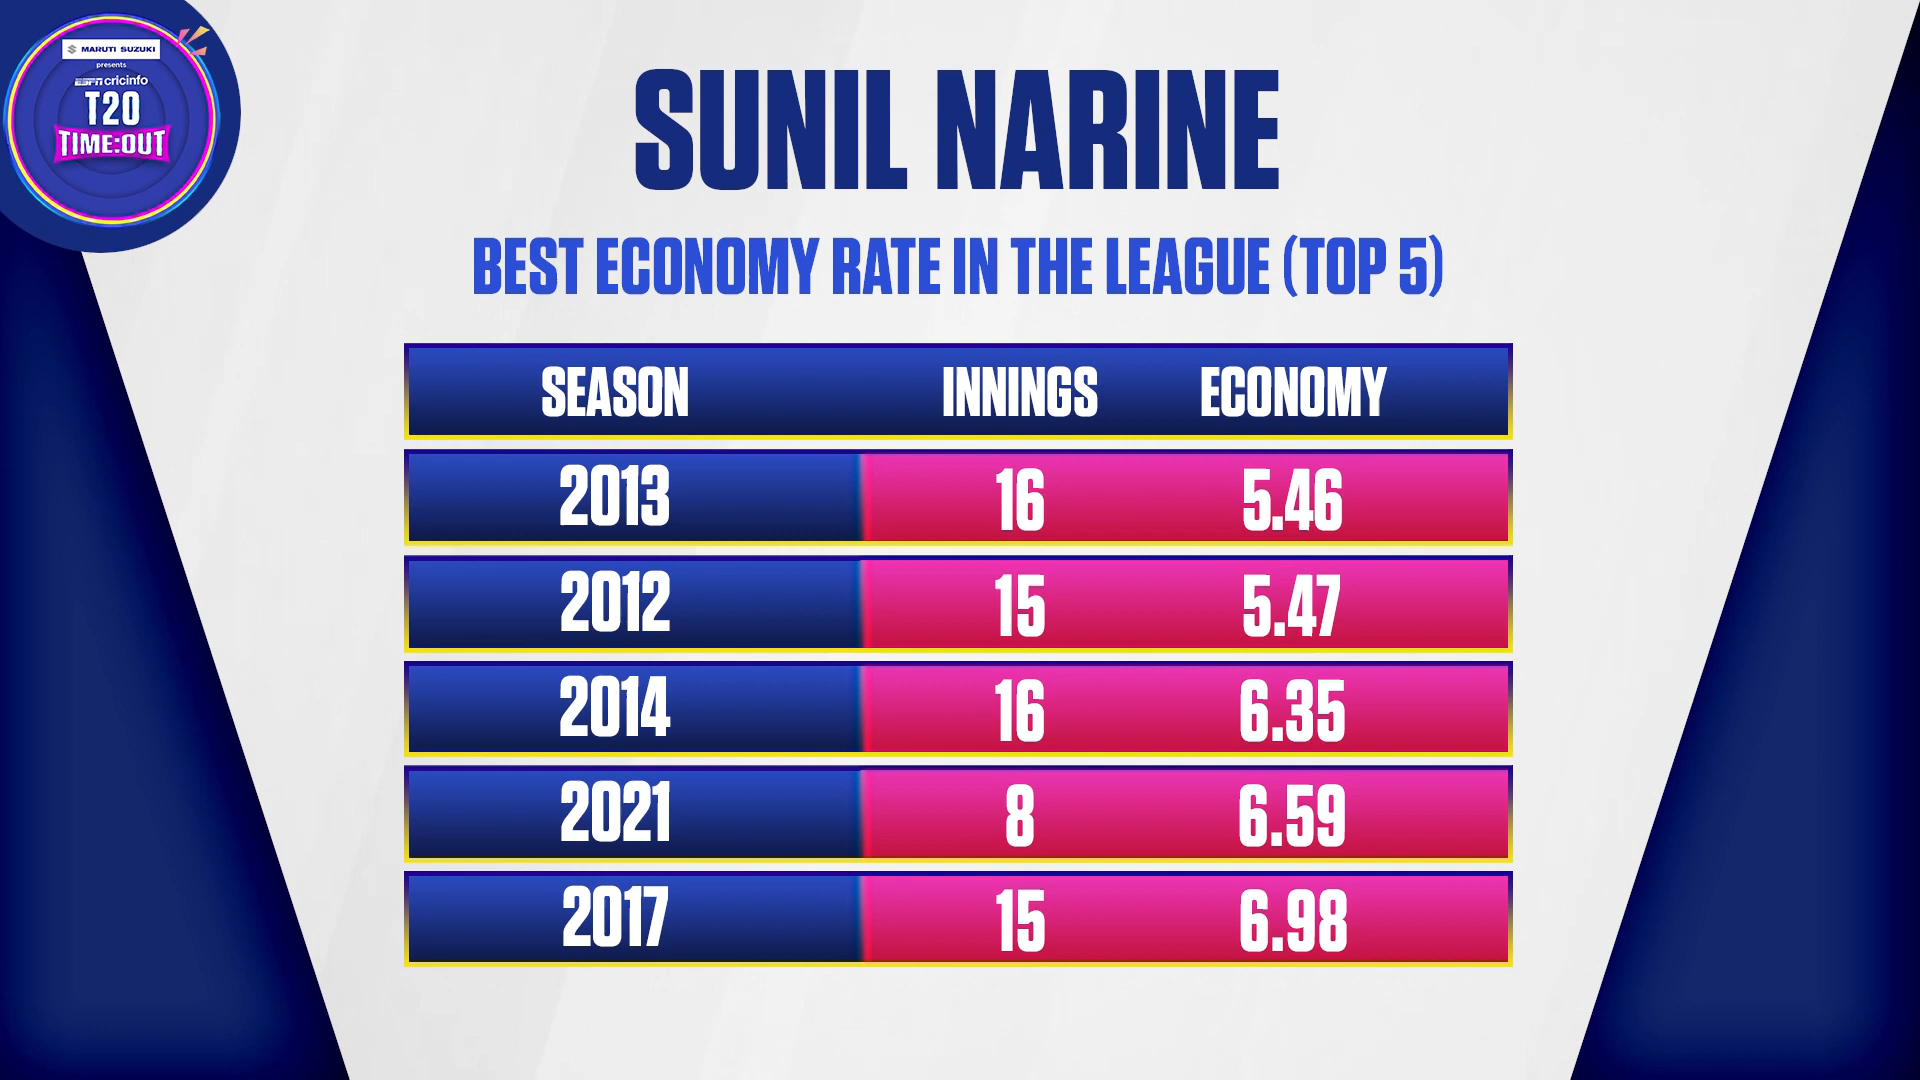 MARUTI SUZUKI
presents
ESPN cricinfo
T20
TIME:OUT
SUNIL NARINE
BEST ECONOMY RATE IN THE LEAGUE (TOP 5)
SEASON INNINGS ECONOMY
2013 16 5.46
2012 15 5.47
2014 16 6.35
2021 8 6.59
2017 15 6.98